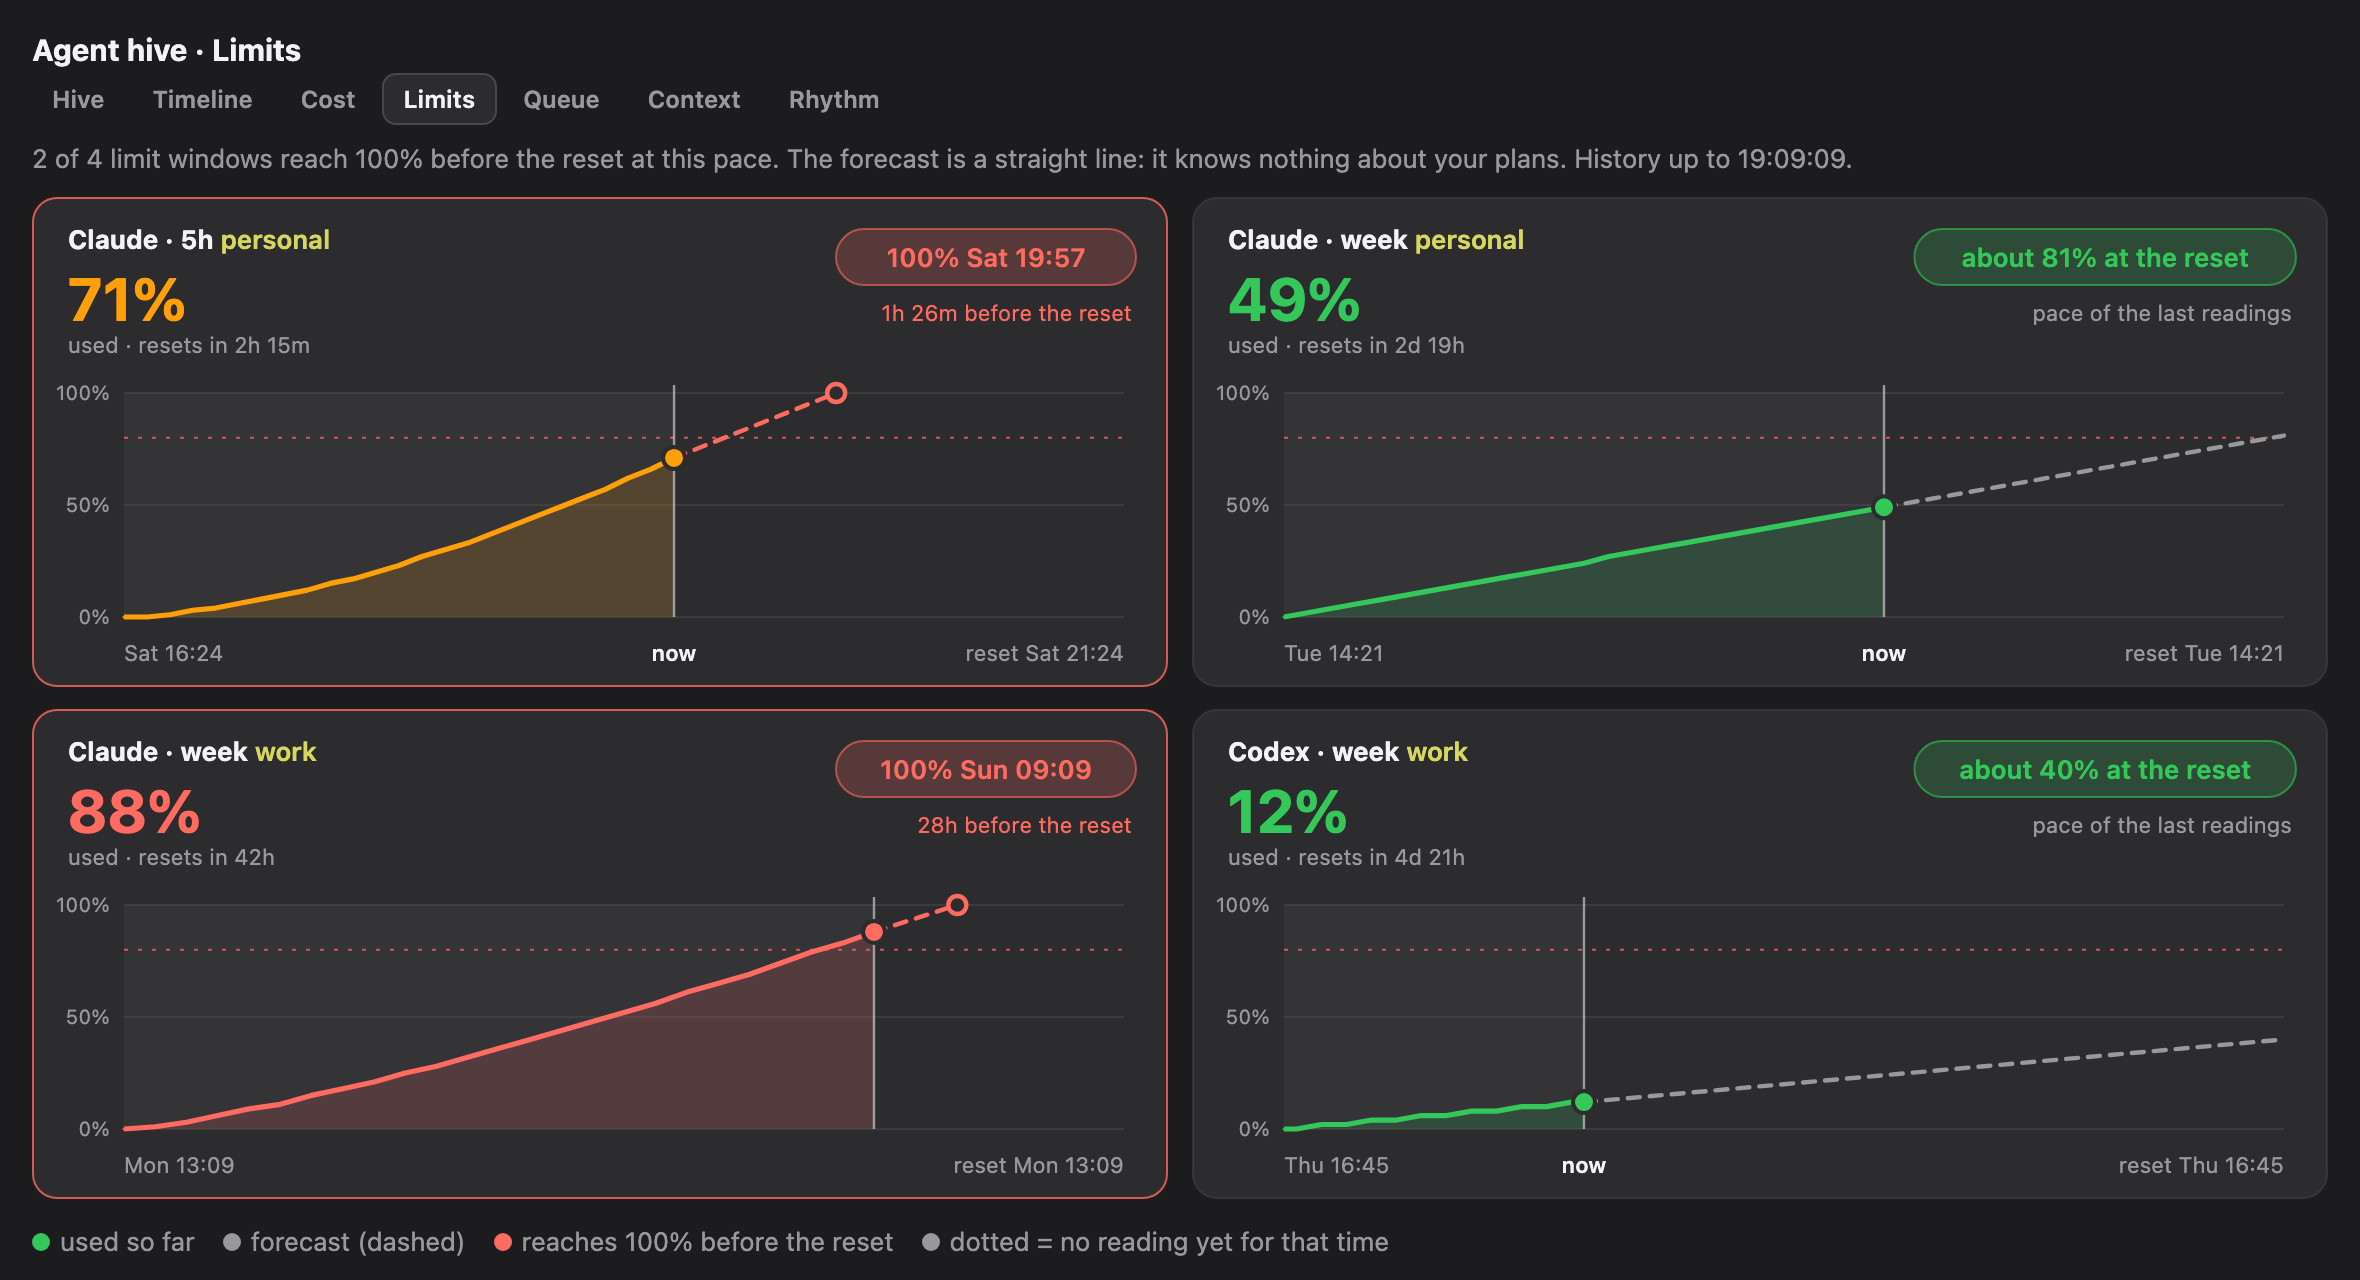 Agent hive · Limits
Hive Timeline Cost Limits Queue Context Rhythm
2 of 4 limit windows reach 100% before the reset at this pace. The forecast is a straight line: it knows nothing about your plans. History up to 19:09:09.
Claude · 5h personal
100% Sat 19:57
71%
1h 26m before the reset
used · resets in 2h 15m
100%
50%
0%
Sat 16:24 now reset Sat 21:24
Claude · week personal
about 81% at the reset
49%
pace of the last readings
used · resets in 2d 19h
100%
50%
0%
Tue 14:21 now reset Tue 14:21
Claude · week work
100% Sun 09:09
88%
28h before the reset
used · resets in 42h
100%
50%
0%
Mon 13:09 reset Mon 13:09
Codex · week work
about 40% at the reset
12%
pace of the last readings
used · resets in 4d 21h
100%
50%
0%
Thu 16:45 now reset Thu 16:45
used so far forecast (dashed) reaches 100% before the reset dotted = no reading yet for that time